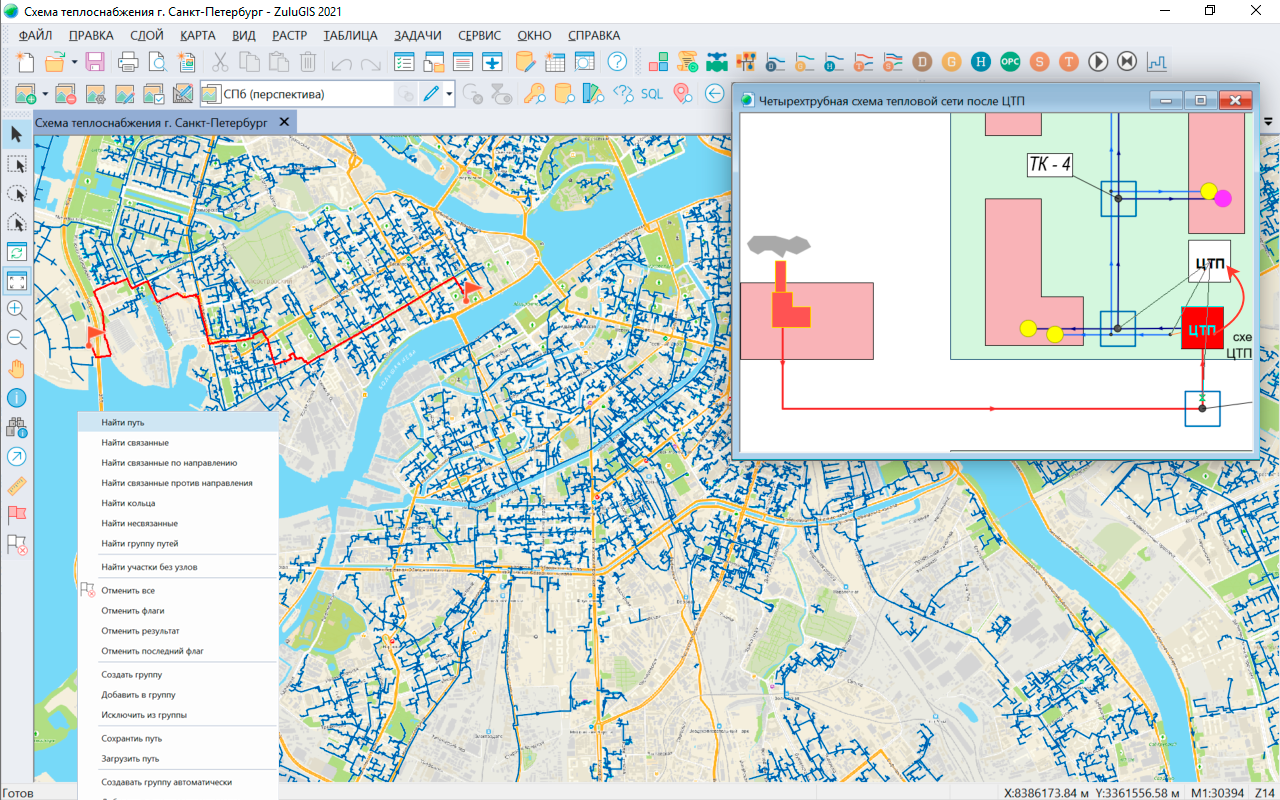 Схема теплоснабжения г. Санкт-Петербург - ZuluGIS 2021
ФАЙЛ ПРАВКА СЛОЙ КАРТА ВИД РАСТР ТАБЛИЦА ЗАДАЧИ СЕРВИС ОКНО СПРАВКА
D G H OPC S T
СПб (перспектива)
SQL
Схема теплоснабжения г. Санкт-Петербург
Четырехтрубная схема тепловой сети после ЦТП
ТК - 4
ЦТП
ЦТП
схе
ЦТП
Найти путь
Найти связанные
Найти связанные по направлению
Найти связанные против направления
Найти кольца
Найти несвязанные
Найти группу путей
Найти участки без узлов
Отменить все
Отменить флаги
Отменить результат
Отменить последний флаг
Создать группу
Добавить в группу
Исключить из группы
Сохранить путь
Загрузить путь
Создавать группу автоматически
Готов
X:8386173.84 м Y:3361556.58 м М1:30394 Z14